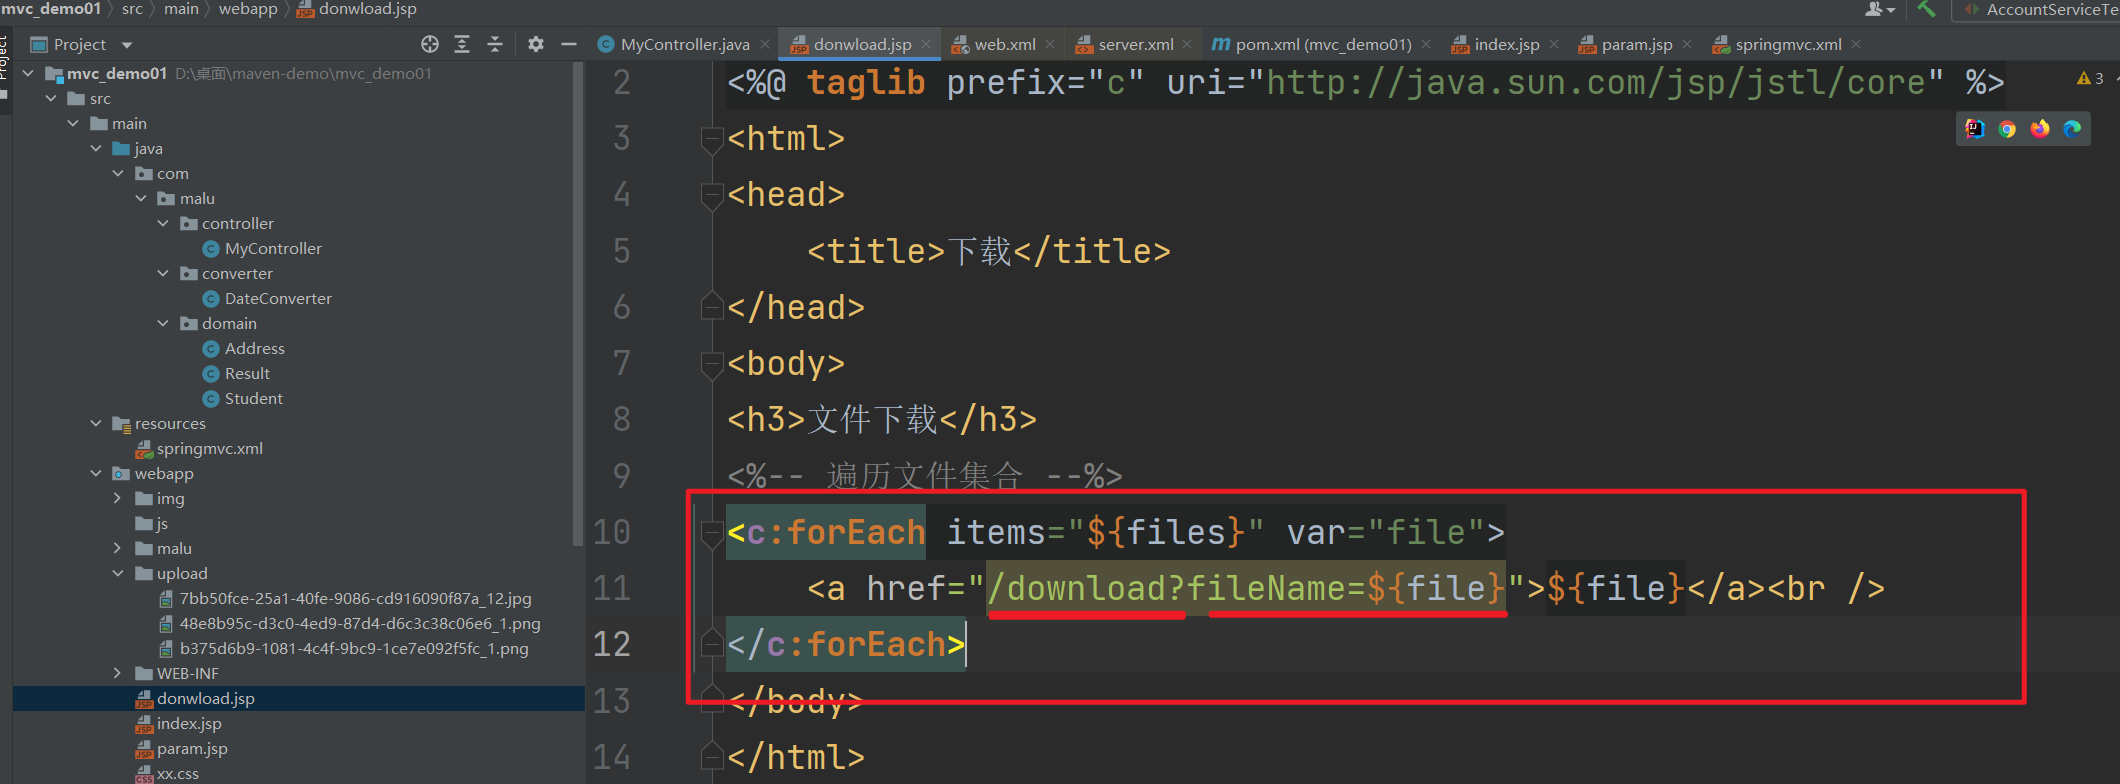 mvc_demo01 〉 src 〉 main 〉 webapp 〉 donwload.jsp
AccountServiceTe
Project
Project
MyController.java
donwload.jsp
web.xml
server.xml
pom.xml (mvc_demo01)
index.jsp
param.jsp
springmvc.xml
mvc_demo01 D:\桌面\maven-demo\mvc_demo01
src
main
java
com
malu
controller
MyController
converter
DateConverter
domain
Address
Result
Student
resources
springmvc.xml
webapp
img
js
malu
upload
7bb50fce-25a1-40fe-9086-cd916090f87a_12.jpg
48e8b95c-d3c0-4ed9-87d4-d6c3c38c06e6_1.png
b375d6b9-1081-4c4f-9bc9-1ce7e092f5fc_1.png
WEB-INF
donwload.jsp
index.jsp
param.jsp
xx.css
3
2 <%@ taglib prefix="c" uri="http://java.sun.com/jsp/jstl/core" %>
3 <html>
4 <head>
5 <title>下载</title>
6 </head>
7 <body>
8 <h3>文件下载</h3>
9 <%-- 遍历文件集合 --%>
10 <c:forEach items="${files}" var="file">
11 <a href="/download?fileName=${file}">${file}</a><br />
12 </c:forEach>
13 </body>
14 </html>